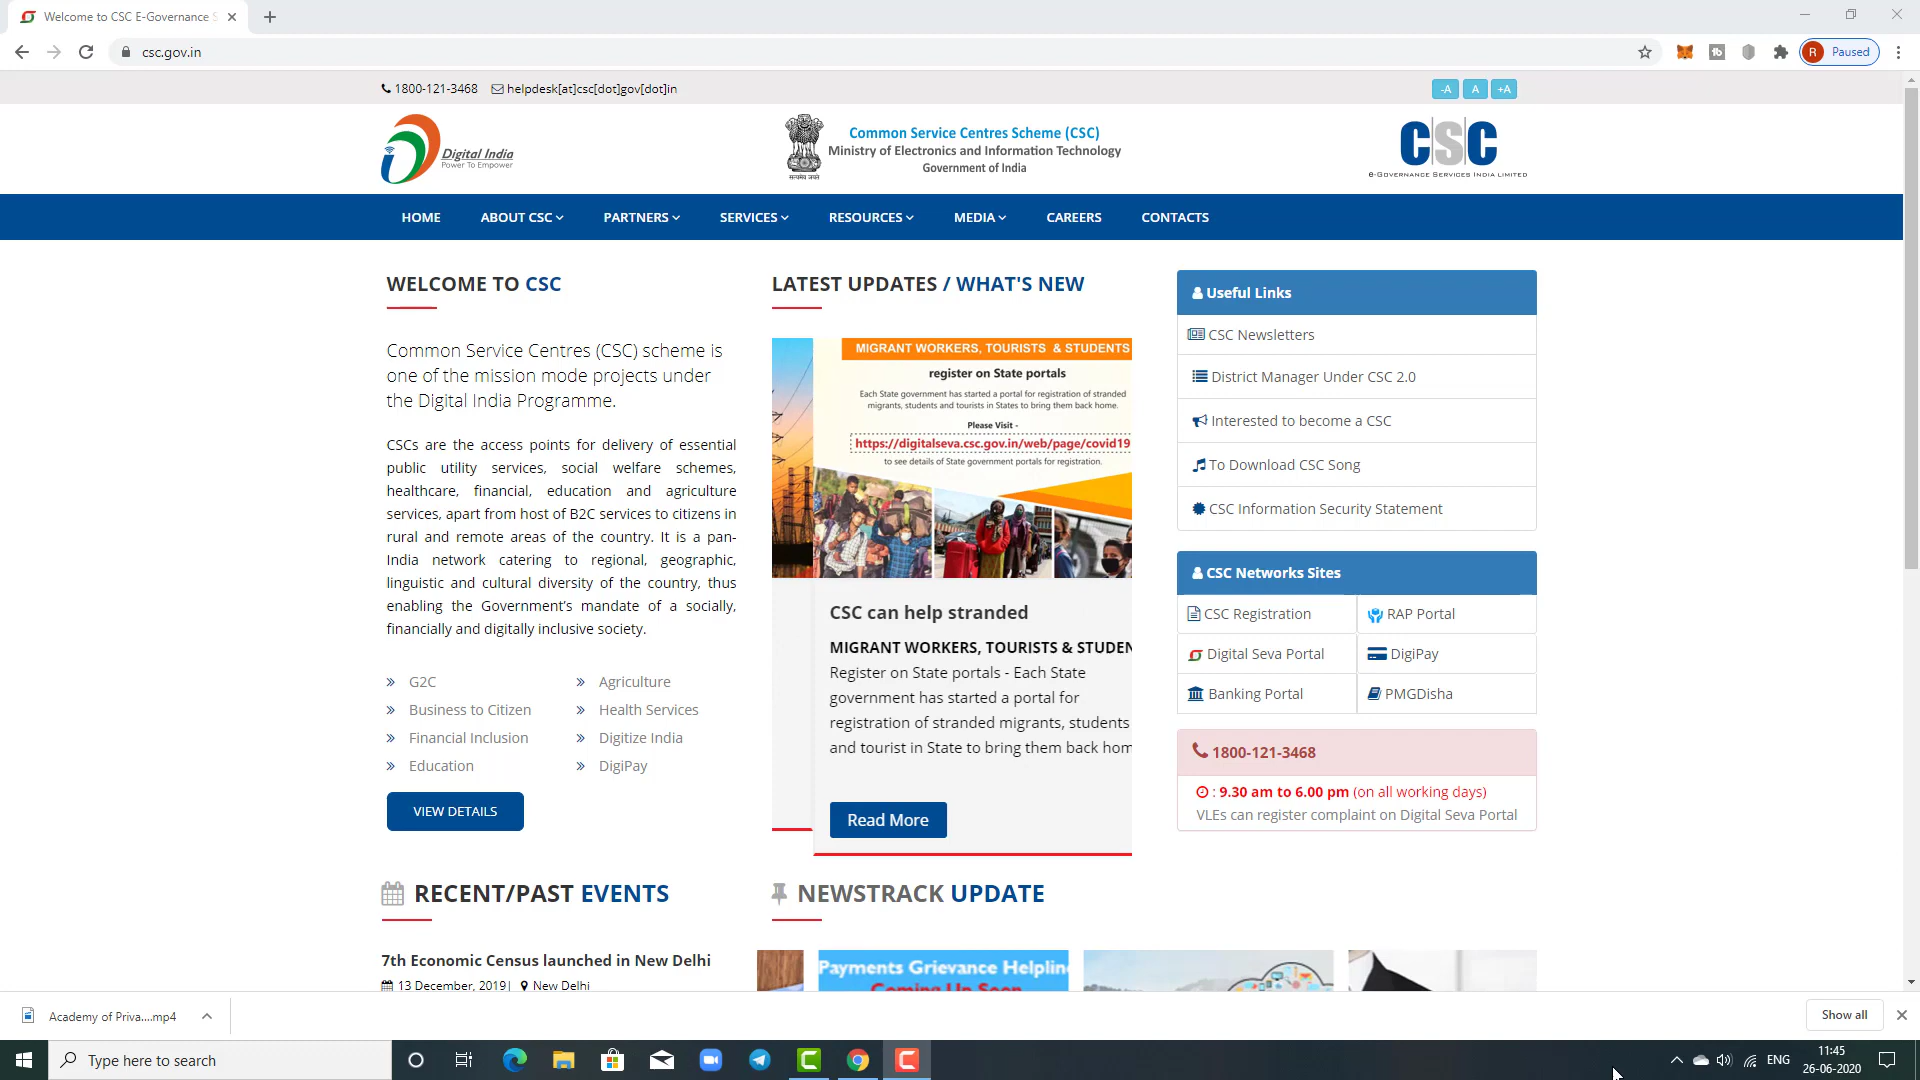 Welcome to CSC E-Governance S
csc.gov.in
R Paused
1800-121-3468 helpdesk[at]csc[dot]gov[dot]in
-A A +A
Digital India
Power To Empower
सत्यमेव जयते
Common Service Centres Scheme (CSC)
Ministry of Electronics and Information Technology
Government of India
CSC
e-Governance Services India Limited
HOME ABOUT CSC PARTNERS SERVICES RESOURCES MEDIA CAREERS CONTACTS
WELCOME TO CSC
Common Service Centres (CSC) scheme is
one of the mission mode projects under
the Digital India Programme.
CSCs are the access points for delivery of essential
public utility services, social welfare schemes,
healthcare, financial, education and agriculture
services, apart from host of B2C services to citizens in
rural and remote areas of the country. It is a pan-
India network catering to regional, geographic,
linguistic and cultural diversity of the country, thus
enabling the Government's mandate of a socially,
financially and digitally inclusive society.
» G2C » Agriculture
» Business to Citizen » Health Services
» Financial Inclusion » Digitize India
» Education » DigiPay
VIEW DETAILS
LATEST UPDATES / WHAT'S NEW
MIGRANT WORKERS, TOURISTS & STUDENTS
register on State portals
Each State government has started a portal for registration of stranded
migrants, students and tourists in States to bring them back home.
Please Visit -
https://digitalseva.csc.gov.in/web/page/covid19
to see details of State government portals for registration.
CSC can help stranded
MIGRANT WORKERS, TOURISTS & STUDEN
Register on State portals - Each State
government has started a portal for
registration of stranded migrants, students
and tourist in State to bring them back hom
Read More
Useful Links
CSC Newsletters
District Manager Under CSC 2.0
Interested to become a CSC
To Download CSC Song
CSC Information Security Statement
CSC Networks Sites
CSC Registration RAP Portal
Digital Seva Portal DigiPay
Banking Portal PMGDisha
1800-121-3468
: 9.30 am to 6.00 pm (on all working days)
VLEs can register complaint on Digital Seva Portal
RECENT/PAST EVENTS
7th Economic Census launched in New Delhi
13 December, 2019| New Delhi
NEWSTRACK UPDATE
Payments Grievance Helplin
Coming Up Soon
Academy of Priva....mp4
Show all
Type here to search
ENG
11:45
26-06-2020